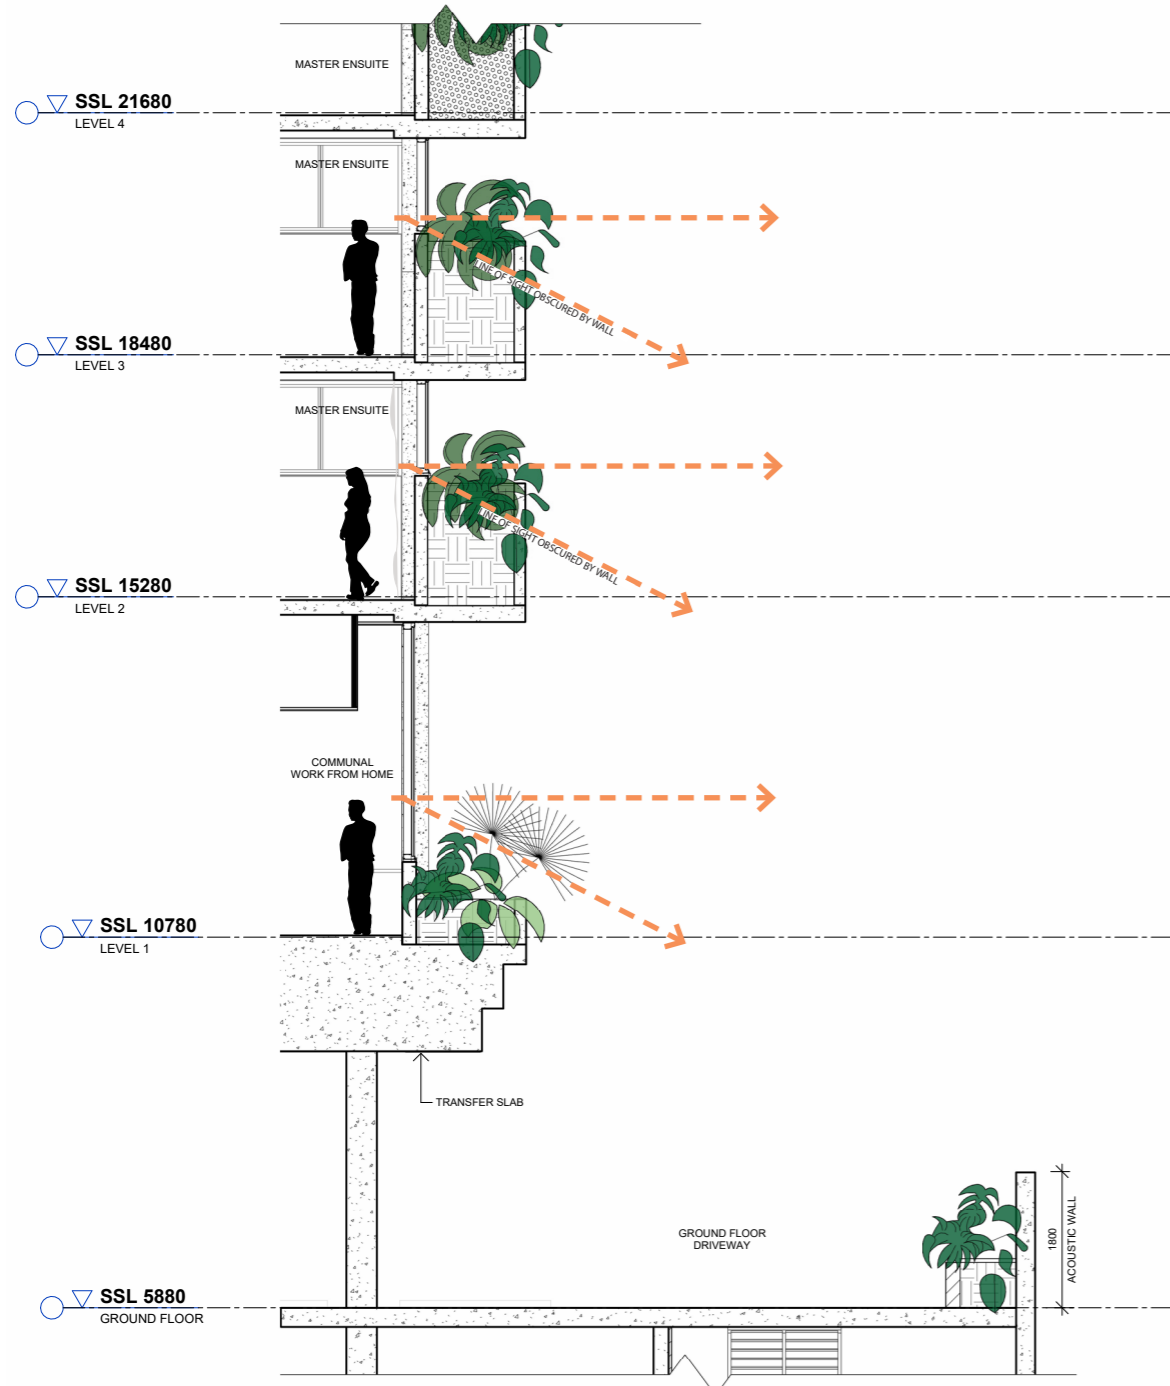 MASTER ENSUITE
SSL 21680
LEVEL 4
MASTER ENSUITE
LINE OF SIGHT OBSCURED BY WALL
SSL 18480
LEVEL 3
MASTER ENSUITE
LINE OF SIGHT OBSCURED BY WALL
SSL 15280
LEVEL 2
COMMUNAL
WORK FROM HOME
SSL 10780
LEVEL 1
TRANSFER SLAB
GROUND FLOOR
DRIVEWAY
1800
ACOUSTIC WALL
SSL 5880
GROUND FLOOR